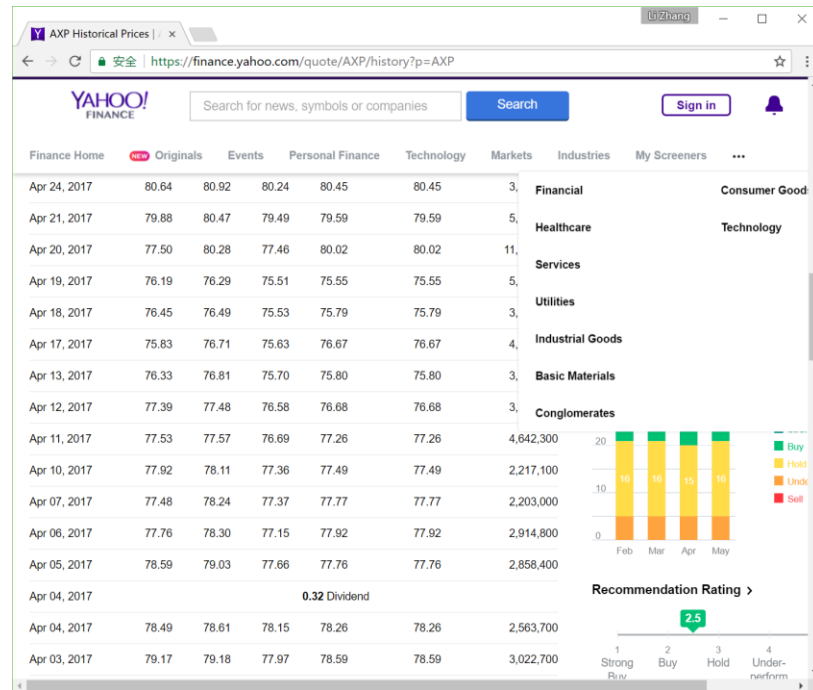 Li Zhang
AXP Historical Prices |
安全 https://finance.yahoo.com/quote/AXP/history?p=AXP
YAHOO!
FINANCE
Search for news, symbols or companies Search Sign in
Finance Home NEW Originals Events Personal Finance Technology Markets Industries My Screeners •••
Apr 24, 2017 80.64 80.92 80.24 80.45 80.45 3,
Apr 21, 2017 79.88 80.47 79.49 79.59 79.59 5,
Apr 20, 2017 77.50 80.28 77.46 80.02 80.02 11,
Apr 19, 2017 76.19 76.29 75.51 75.55 75.55 5,
Apr 18, 2017 76.45 76.49 75.53 75.79 75.79 3,
Apr 17, 2017 75.83 76.71 75.63 76.67 76.67 4,
Apr 13, 2017 76.33 76.81 75.70 75.80 75.80 3,
Apr 12, 2017 77.39 77.48 76.58 76.68 76.68 3,
Apr 11, 2017 77.53 77.57 76.69 77.26 77.26 4,642,300
Apr 10, 2017 77.92 78.11 77.36 77.49 77.49 2,217,100
Apr 07, 2017 77.48 78.24 77.37 77.77 77.77 2,203,000
Apr 06, 2017 77.76 78.30 77.15 77.92 77.92 2,914,800
Apr 05, 2017 78.59 79.03 77.66 77.76 77.76 2,858,400
Apr 04, 2017 0.32 Dividend
Apr 04, 2017 78.49 78.61 78.15 78.26 78.26 2,563,700
Apr 03, 2017 79.17 79.18 77.97 78.59 78.59 3,022,700
Financial Consumer Goods
Healthcare Technology
Services
Utilities
Industrial Goods
Basic Materials
Conglomerates
20
Buy
16 16 15 16 Hold
10 Unde
Sell
0
Feb Mar Apr May
Recommendation Rating >
2.5
1 2 3 4
Strong Buy Hold Under-
Buy perform